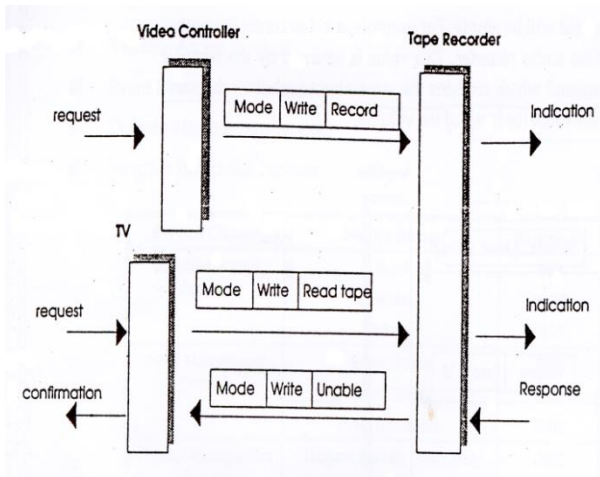 Video Controller
Tape Recorder
request
Mode Write Record
Indication
TV
request
Mode Write Read tape
Indication
confirmation
Mode Write Unable
Response